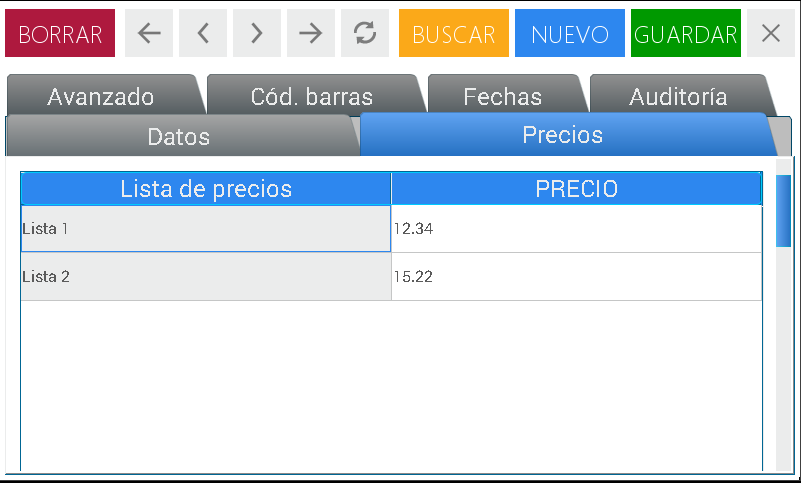 BORRAR BUSCAR NUEVO GUARDAR
Avanzado Cód. barras Fechas Auditoría
Datos Precios
Lista de precios PRECIO
Lista 1 12.34
Lista 2 15.22